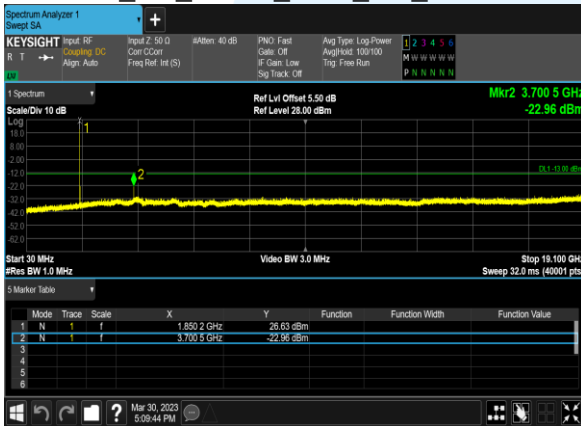 Spectrum Analyzer 1
Swept SA
KEYSIGHT Input: RF Input Z: 50 Ω #Atten: 40 dB PNO: Fast Avg Type: Log-Power 1 2 3 4 5 6
R T Coupling: DC Corr CCorr Gate: Off Avg|Hold: 100/100 M W W W W W
Align: Auto Freq Ref: Int (S) IF Gain: Low Trig: Free Run
Sig Track: Off P N N N N N
1 Spectrum Ref Lvl Offset 5.50 dB Mkr2 3.700 5 GHz
Scale/Div 10 dB Ref Level 28.00 dBm -22.96 dBm
Log
18.0 1
8.00
-2.00
-12.0 2 DL1 -13.00 dBm
-22.0
-32.0
-42.0
-52.0
-62.0
Start 30 MHz Video BW 3.0 MHz Stop 19.100 GHz
#Res BW 1.0 MHz Sweep 32.0 ms (40001 pts)
5 Marker Table
Mode Trace Scale X Y Function Function Width Function Value
1 N 1 f 1.850 2 GHz 26.63 dBm
2 N 1 f 3.700 5 GHz -22.96 dBm
3
4
5
6
? Mar 30, 2023
5:09:44 PM